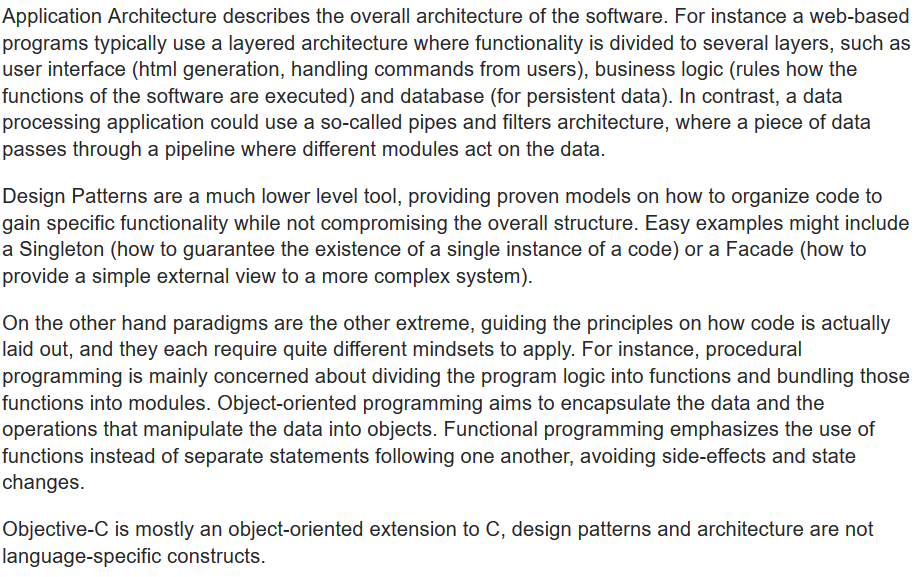 Application Architecture describes the overall architecture of the software. For instance a web-based
programs typically use a layered architecture where functionality is divided to several layers, such as
user interface (html generation, handling commands from users), business logic (rules how the
functions of the software are executed) and database (for persistent data). In contrast, a data
processing application could use a so-called pipes and filters architecture, where a piece of data
passes through a pipeline where different modules act on the data.
Design Patterns are a much lower level tool, providing proven models on how to organize code to
gain specific functionality while not compromising the overall structure. Easy examples might include
a Singleton (how to guarantee the existence of a single instance of a code) or a Facade (how to
provide a simple external view to a more complex system).
On the other hand paradigms are the other extreme, guiding the principles on how code is actually
laid out, and they each require quite different mindsets to apply. For instance, procedural
programming is mainly concerned about dividing the program logic into functions and bundling those
functions into modules. Object-oriented programming aims to encapsulate the data and the
operations that manipulate the data into objects. Functional programming emphasizes the use of
functions instead of separate statements following one another, avoiding side-effects and state
changes.
Objective-C is mostly an object-oriented extension to C, design patterns and architecture are not
language-specific constructs.